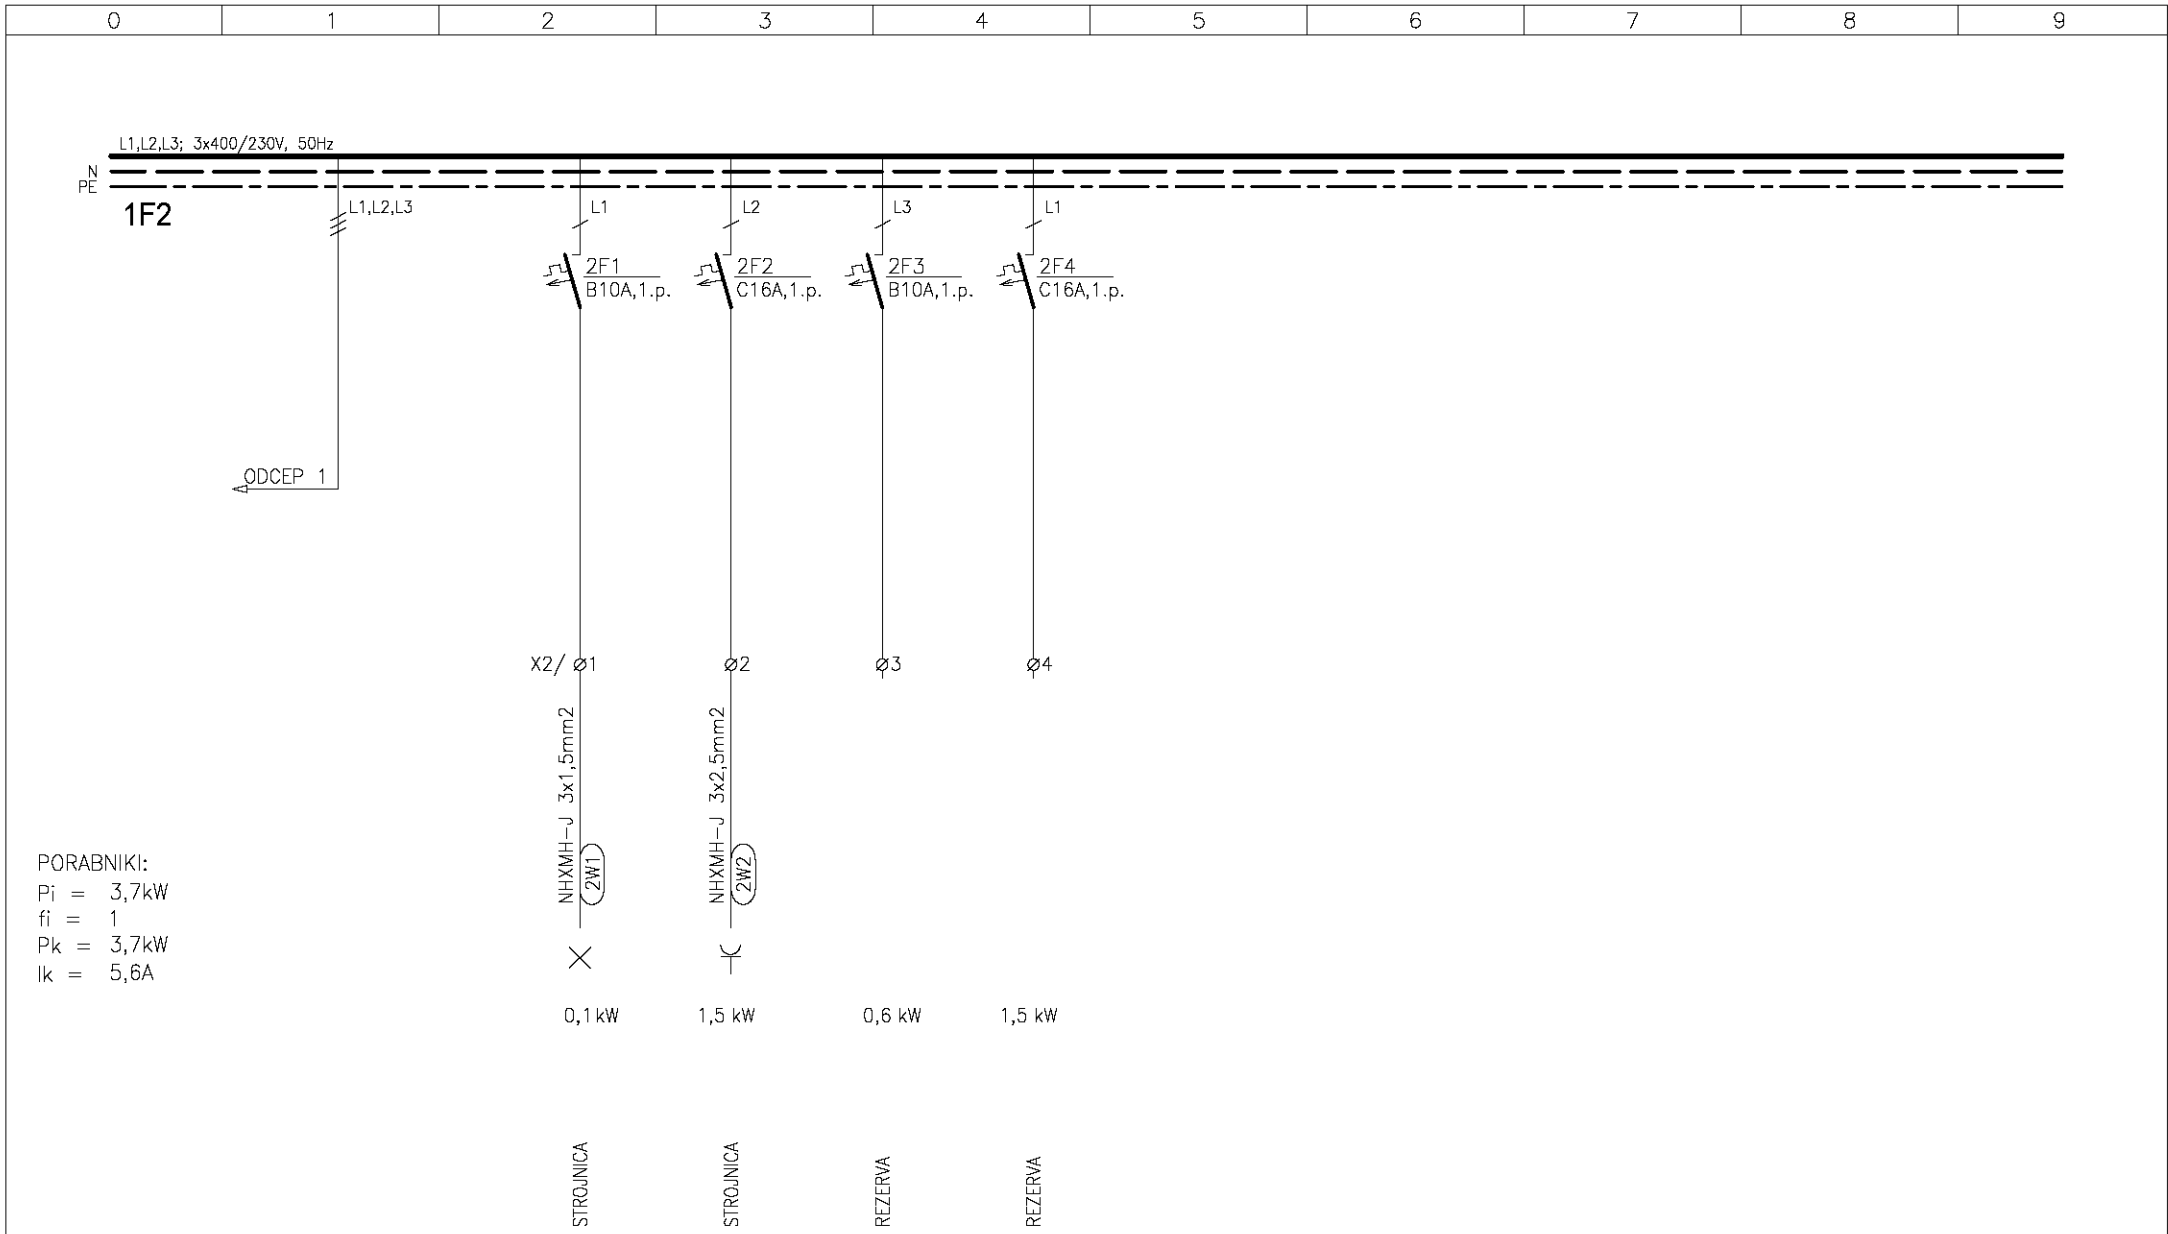 0 1 2 3 4 5 6 7 8 9
L1,L2,L3; 3x400/230V, 50Hz
N
PE
1F2
L1,L2,L3
L1
L2
L3
L1
2F1
B10A,1.p.
2F2
C16A,1.p.
2F3
B10A,1.p.
2F4
C16A,1.p.
ODCEP 1
X2/ 1
2
3
4
NHXMH-J 3x1,5mm2
2W1
NHXMH-J 3x2,5mm2
2W2
PORABNIKI:
Pi = 3,7kW
fi = 1
Pk = 3,7kW
Ik = 5,6A
0,1 kW
1,5 kW
0,6 kW
1,5 kW
STROJNICA
STROJNICA
REZERVA
REZERVA